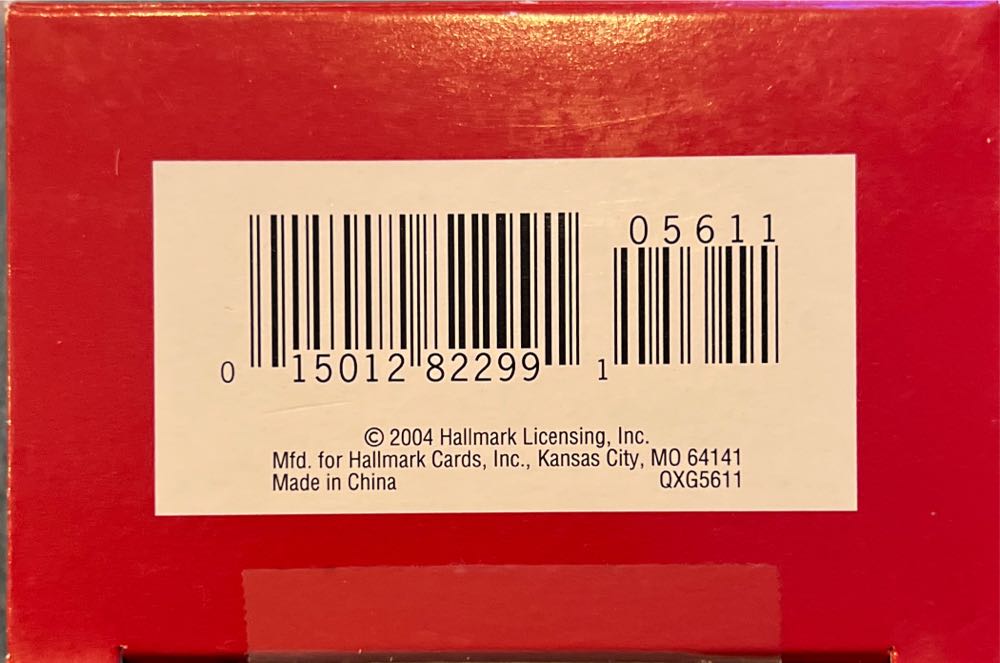 05611
0 15012 82299 1
© 2004 Hallmark Licensing, Inc.
Mfd. for Hallmark Cards, Inc., Kansas City, MO 64141
Made in China QXG5611